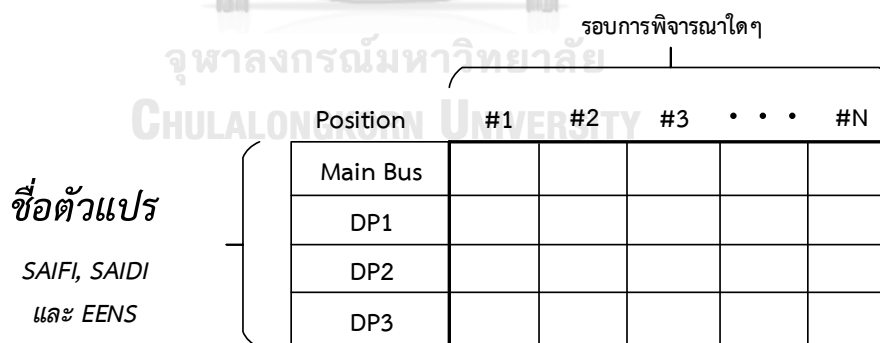 รอบการพิจารณาใดๆ
จุฬาลงกรณ์มหาวิทยาลัย
CHULALONGKORN UNIVERSITY
Position #1 #2 #3 • • • #N
Main Bus
ชื่อตัวแปร
DP1
SAIFI, SAIDI
DP2
และ EENS
DP3